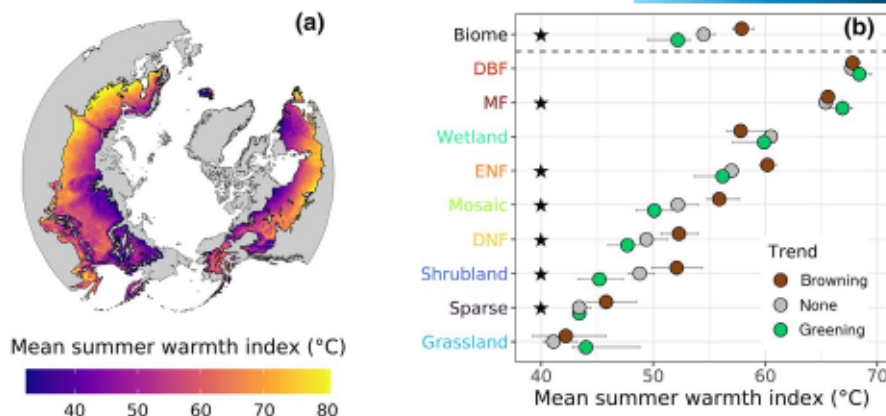 (a)
Mean summer warmth index (°C)
40 50 60 70 80
(b)
Biome
DBF
MF
Wetland
ENF
Mosaic
DNF
Shrubland
Sparse
Grassland
Trend
Browning
None
Greening
40 50 60 70
Mean summer warmth index (°C)